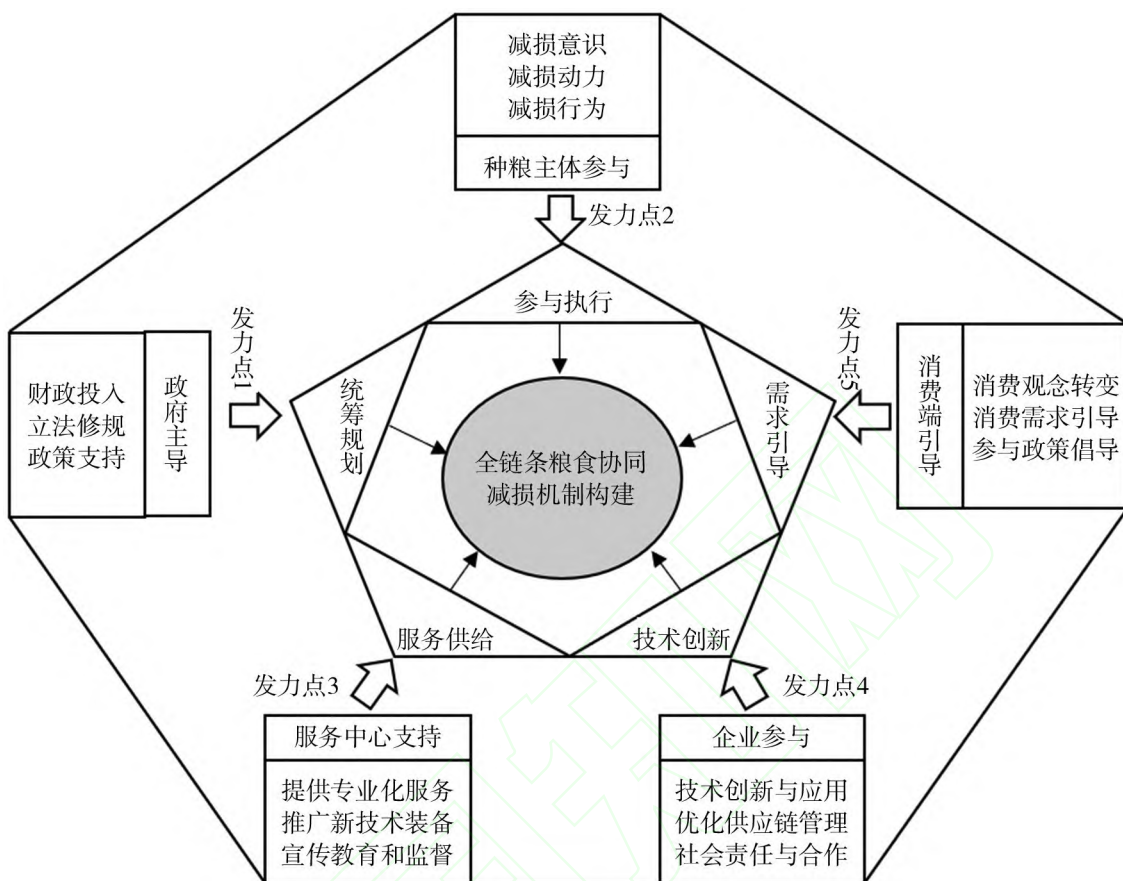 减损意识
减损动力
减损行为
种粮主体参与
发力点2
参与执行
发力点1
统筹规划
需求引导
发力点5
财政投入
立法修规
政策支持
政府主导
消费端引导
消费观念转变
消费需求引导
参与政策倡导
全链条粮食协同
减损机制构建
服务供给
技术创新
发力点3
发力点4
服务中心支持
提供专业化服务
推广新技术装备
宣传教育和监督
企业参与
技术创新与应用
优化供应链管理
社会责任与合作